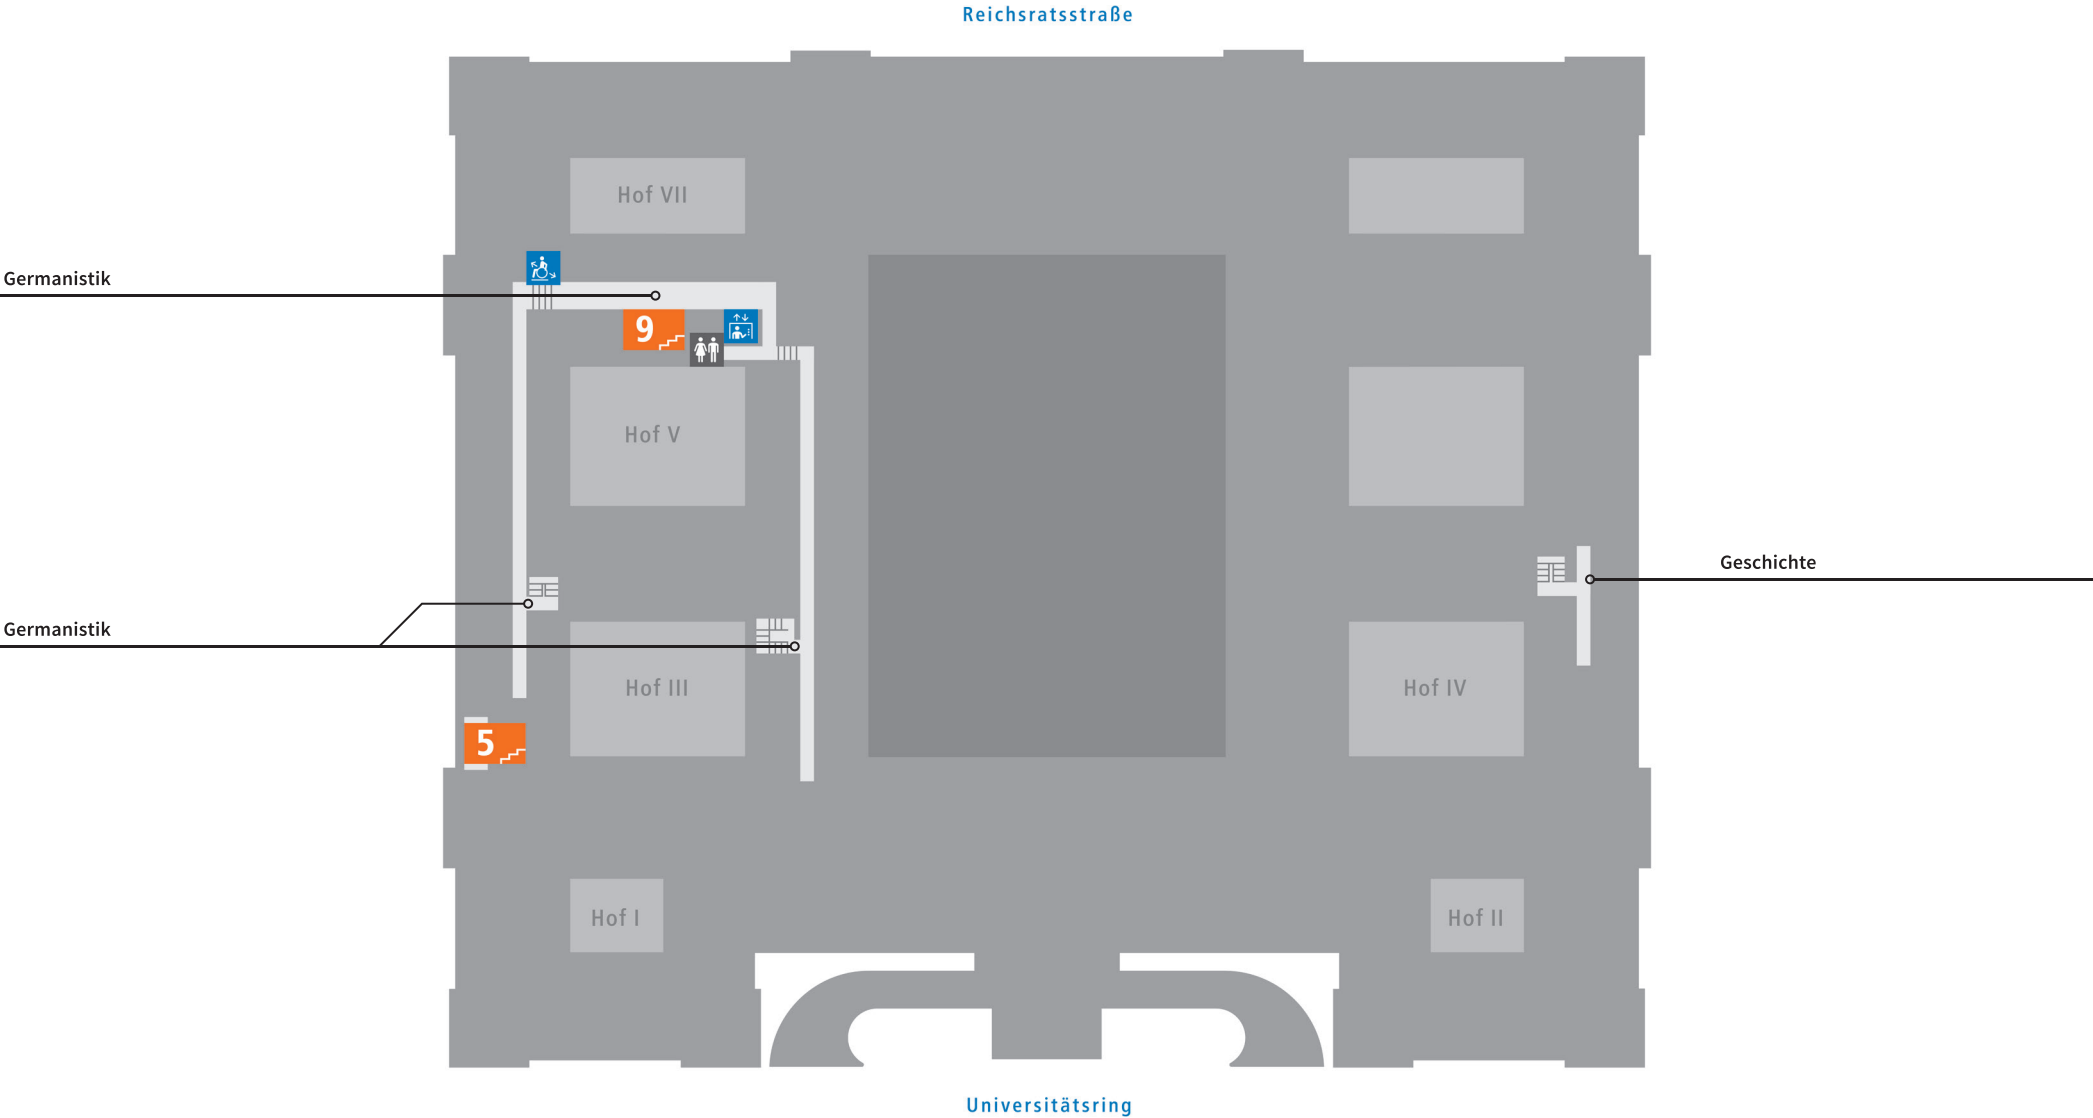 Reichsratsstraße
Hof VII
Germanistik
9
Hof V
Geschichte
Germanistik
Hof III
Hof IV
5
Hof I
Hof II
Universitätsring